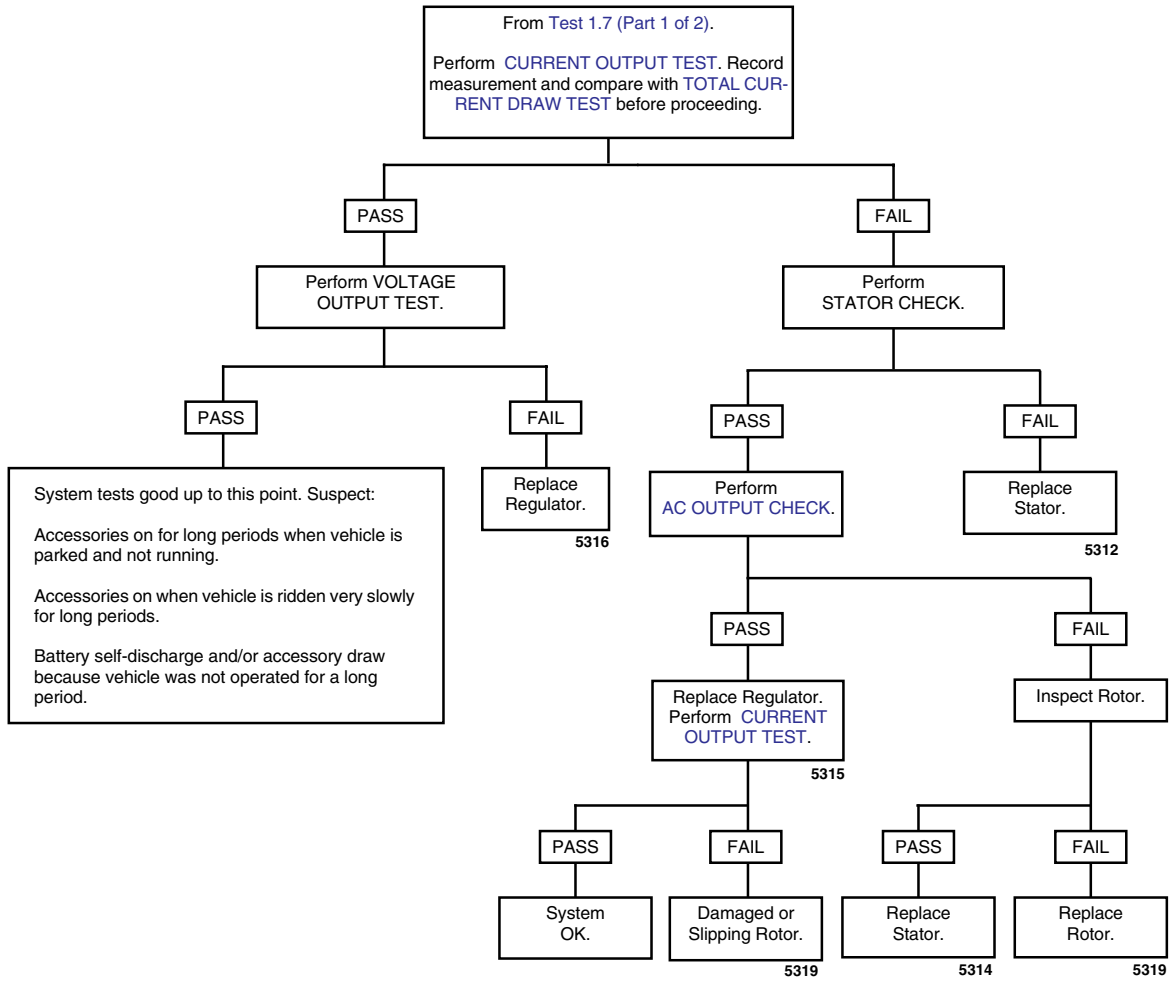 From Test 1.7 (Part 1 of 2).
Perform CURRENT OUTPUT TEST. Record
measurement and compare with TOTAL CUR-
RENT DRAW TEST before proceeding.
PASS
FAIL
Perform VOLTAGE
OUTPUT TEST.
Perform
STATOR CHECK.
PASS
FAIL
PASS
FAIL
System tests good up to this point. Suspect:
Accessories on for long periods when vehicle is
parked and not running.
Accessories on when vehicle is ridden very slowly
for long periods.
Battery self-discharge and/or accessory draw
because vehicle was not operated for a long
period.
Replace
Regulator.
5316
Perform
AC OUTPUT CHECK.
Replace
Stator.
5312
PASS
FAIL
Replace Regulator.
Perform CURRENT
OUTPUT TEST.
5315
Inspect Rotor.
PASS
FAIL
PASS
FAIL
System
OK.
Damaged or
Slipping Rotor.
5319
Replace
Stator.
5314
Replace
Rotor.
5319